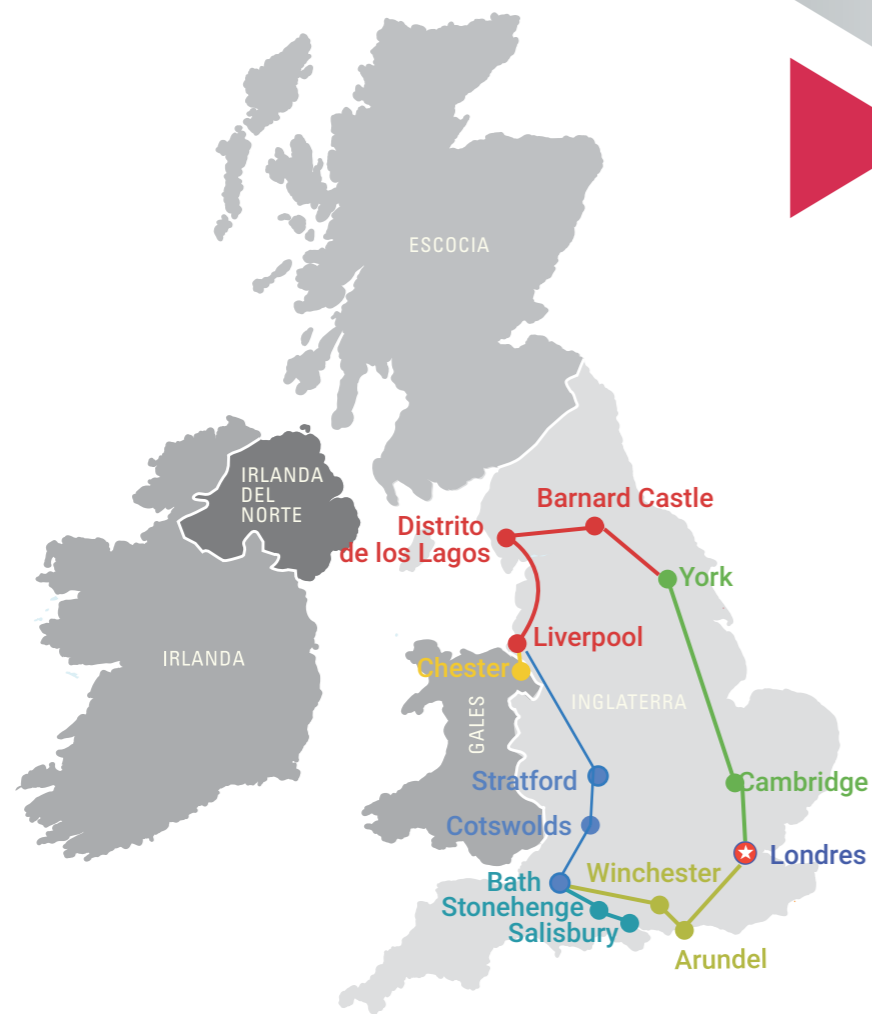 ESCOCIA
IRLANDA
DEL
NORTE
Barnard Castle
Distrito
de los Lagos
York
Liverpool
IRLANDA
Chester
GALES
INGLATERRA
Stratford
Cambridge
Cotswolds
Londres
Winchester
Bath
Stonehenge
Salisbury
Arundel